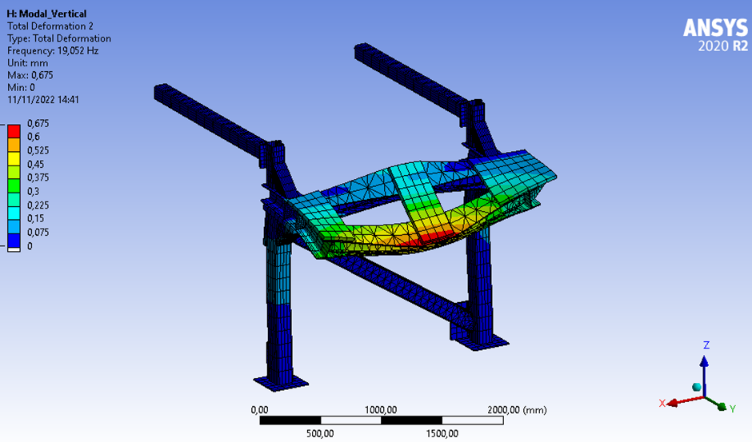 H: Modal_Vertical
Total Deformation 2
Type: Total Deformation
Frequency: 19,052 Hz
Unit: mm
Max: 0,675
Min: 0
11/11/2022 14:41
0,675
0,6
0,525
0,45
0,375
0,3
0,225
0,15
0,075
0
ANSYS
2020 R2
Z
X
Y
0,00 1000,00 2000,00 (mm)
500,00 1500,00